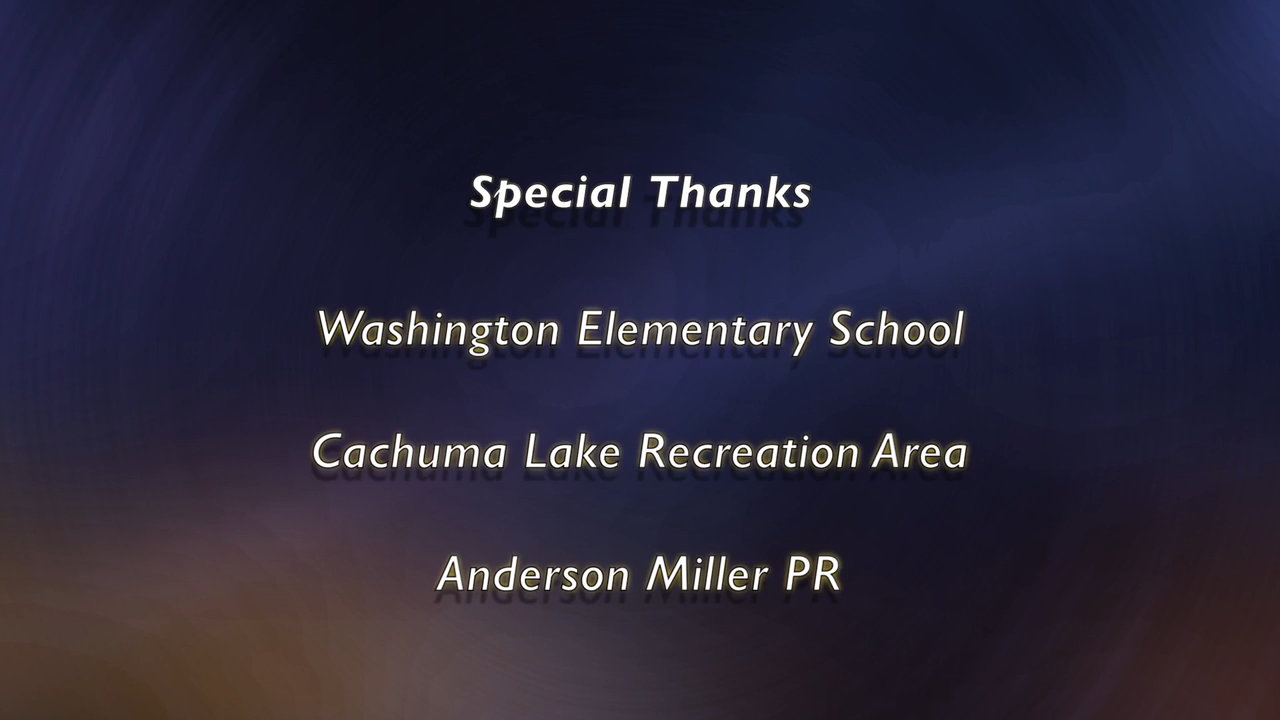 Special Thanks
Washington Elementary School
Cachuma Lake Recreation Area
Anderson Miller PR